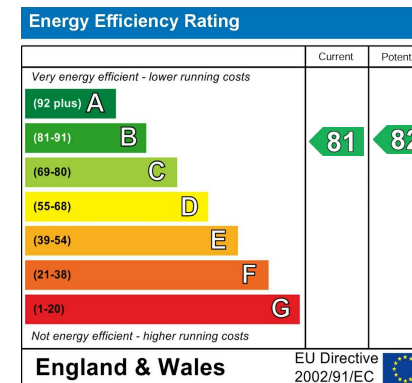 Energy Efficiency Rating
Current Potent
Very energy efficient - lower running costs
(92 plus) A
(81-91) B
81 82
(69-80) C
(55-68) D
(39-54) E
(21-38) F
(1-20) G
Not energy efficient - higher running costs
England & Wales
EU Directive
2002/91/EC